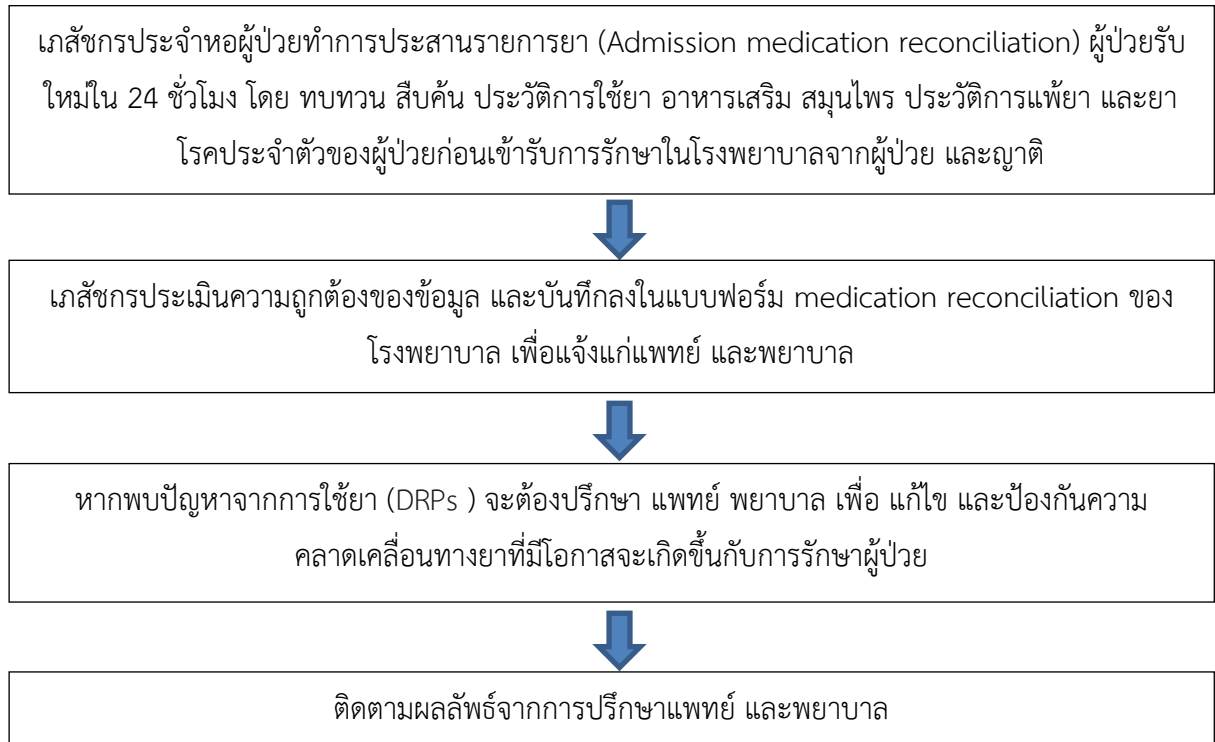 เภสัชกรประจำหอผู้ป่วยทำการประสานรายการยา (Admission medication reconciliation) ผู้ป่วยรับ
ใหม่ใน 24 ชั่วโมง โดย ทบทวน สืบค้น ประวัติการใช้ยา อาหารเสริม สมุนไพร ประวัติการแพ้ยา และยา
โรคประจำตัวของผู้ป่วยก่อนเข้ารับการรักษาในโรงพยาบาลจากผู้ป่วย และญาติ
เภสัชกรประเมินความถูกต้องของข้อมูล และบันทึกลงในแบบฟอร์ม medication reconciliation ของ
โรงพยาบาล เพื่อแจ้งแก่แพทย์ และพยาบาล
หากพบปัญหาจากการใช้ยา (DRPs ) จะต้องปรึกษา แพทย์ พยาบาล เพื่อ แก้ไข และป้องกันความ
คลาดเคลื่อนทางยาที่มีโอกาสจะเกิดขึ้นกับการรักษาผู้ป่วย
ติดตามผลลัพธ์จากการปรึกษาแพทย์ และพยาบาล